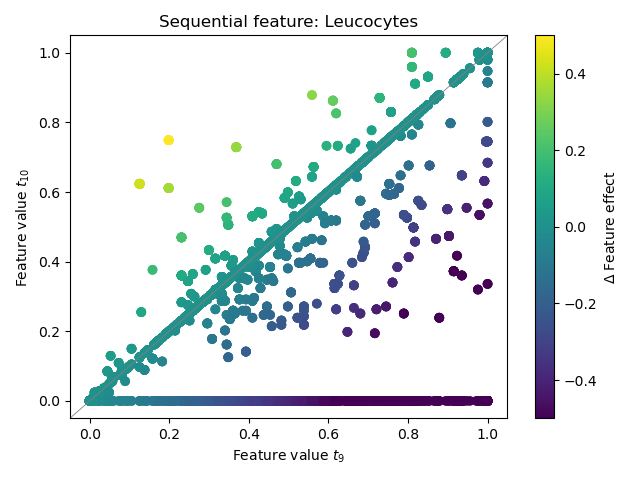 Sequential feature: Leucocytes
1.0
0.8
0.6
0.4
0.2
0.0
Feature value t₁₀
0.0 0.2 0.4 0.6 0.8 1.0
Feature value t₉
0.4
0.2
0.0
−0.2
−0.4
Δ Feature effect